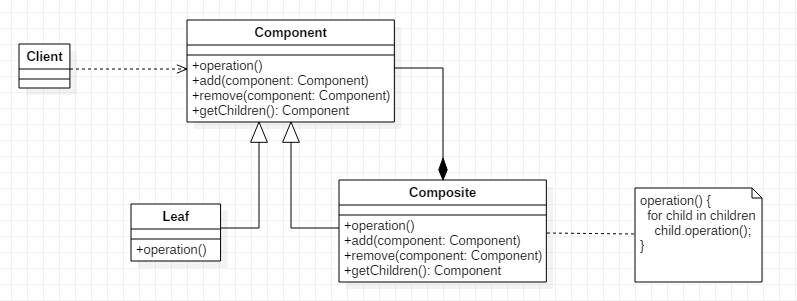 Client
Component
+operation()
+add(component: Component)
+remove(component: Component)
+getChildren(): Component
Leaf
+operation()
Composite
+operation()
+add(component: Component)
+remove(component: Component)
+getChildren(): Component
operation() {
  for child in children
    child.operation();
}